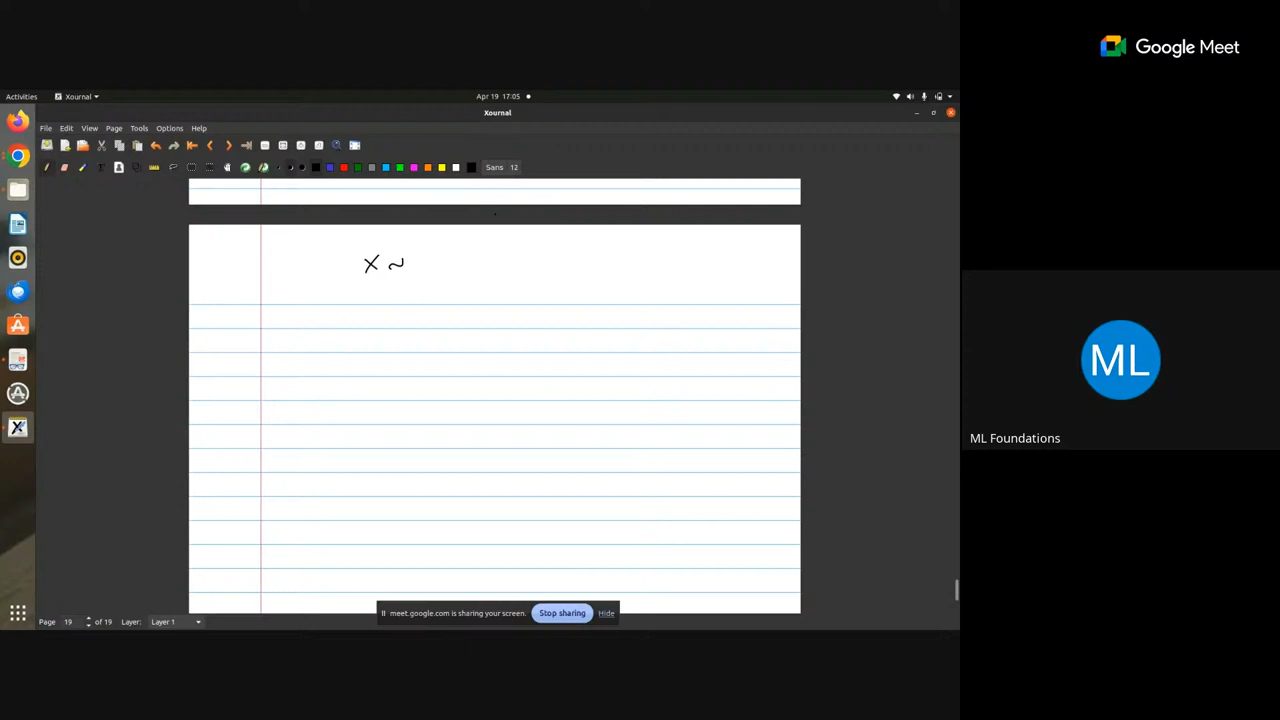 Google Meet
Activities Xournal Apr 19 17:05
Xournal
File Edit View Page Tools Options Help
Sans 12
X ~
ML
ML Foundations
meet.google.com is sharing your screen. Stop sharing Hide
Page 19 of 19 Layer: Layer 1